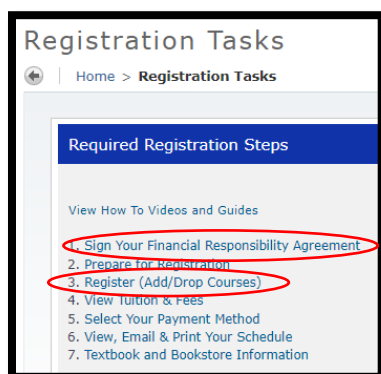 Registration Tasks
Home > Registration Tasks
Required Registration Steps
View How To Videos and Guides
1. Sign Your Financial Responsibility Agreement
2. Prepare for Registration
3. Register (Add/Drop Courses)
4. View Tuition & Fees
5. Select Your Payment Method
6. View, Email & Print Your Schedule
7. Textbook and Bookstore Information